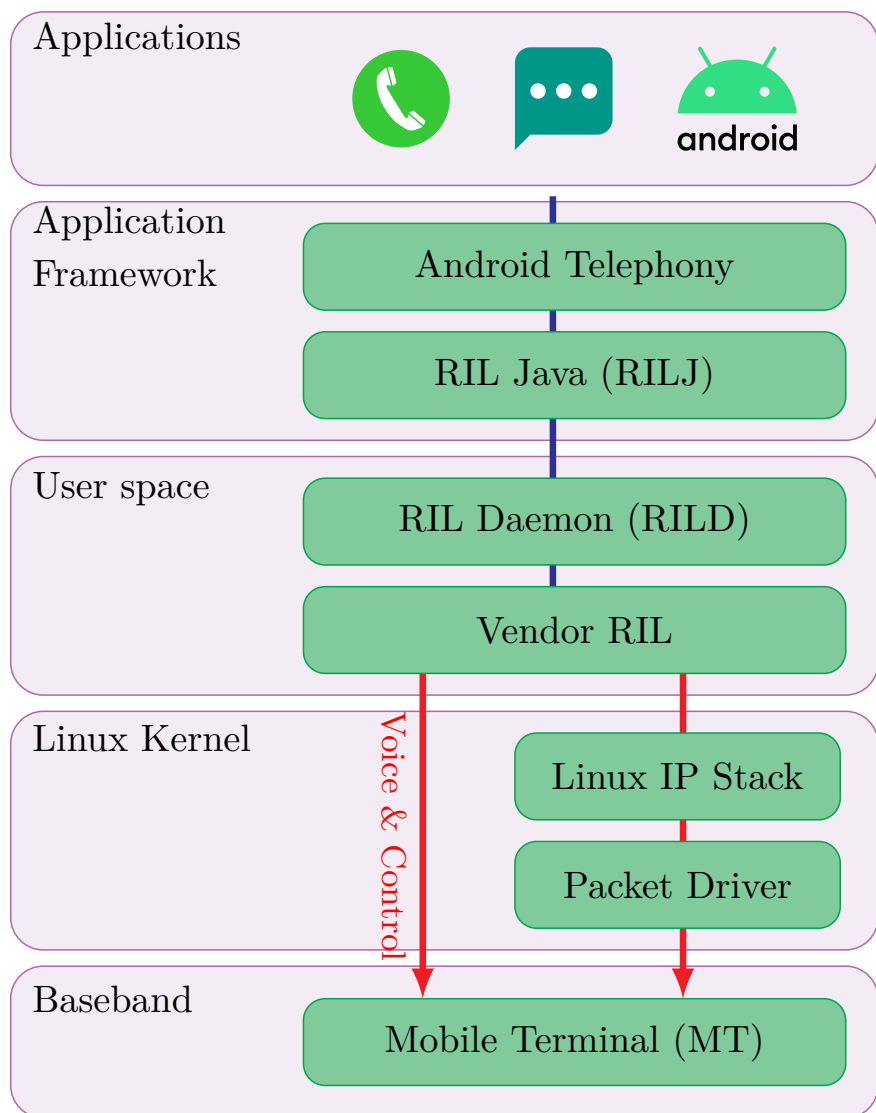 Applications
android
Application
Framework
Android Telephony
RIL Java (RILJ)
User space
RIL Daemon (RILD)
Vendor RIL
Linux Kernel
Voice & Control
Linux IP Stack
Packet Driver
Baseband
Mobile Terminal (MT)